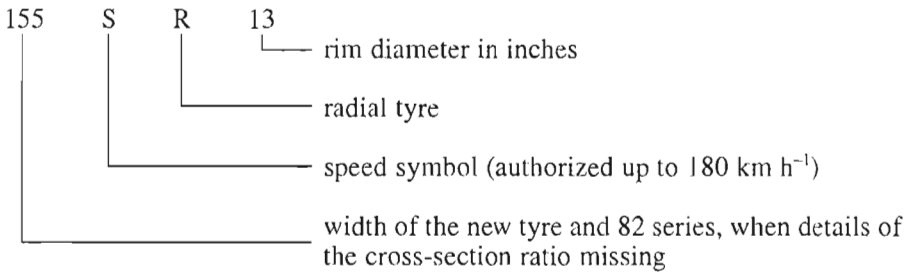 155 S R 13
rim diameter in inches
radial tyre
speed symbol (authorized up to 180 km h⁻¹)
width of the new tyre and 82 series, when details of
the cross-section ratio missing